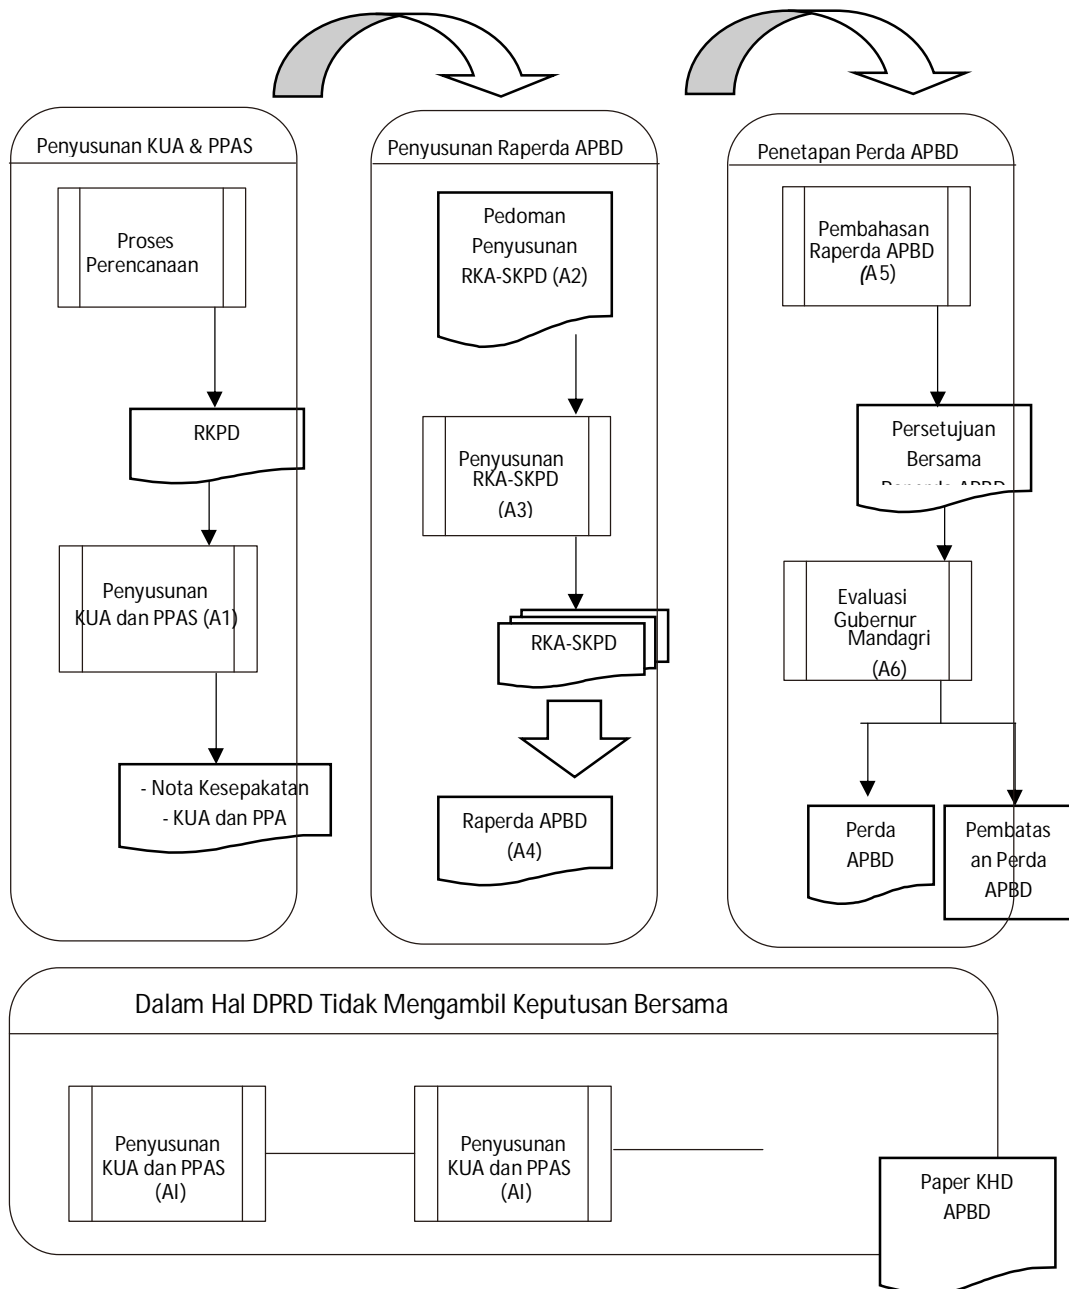 Penyusunan KUA & PPAS
Proses
Perencanaan
RKPD
Penyusunan
KUA dan PPAS (A1)
- Nota Kesepakatan
- KUA dan PPA
Penyusunan Raperda APBD
Pedoman
Penyusunan
RKA-SKPD (A2)
Penyusunan
RKA-SKPD
(A3)
RKA-SKPD
Raperda APBD
(A4)
Penetapan Perda APBD
Pembahasan
Raperda APBD
(A5)
Persetujuan
Bersama
Evaluasi
Gubernur
Mandagri
(A6)
Perda
APBD
Pembatas
an Perda
APBD
Dalam Hal DPRD Tidak Mengambil Keputusan Bersama
Penyusunan
KUA dan PPAS
(AI)
Penyusunan
KUA dan PPAS
(AI)
Paper KHD
APBD